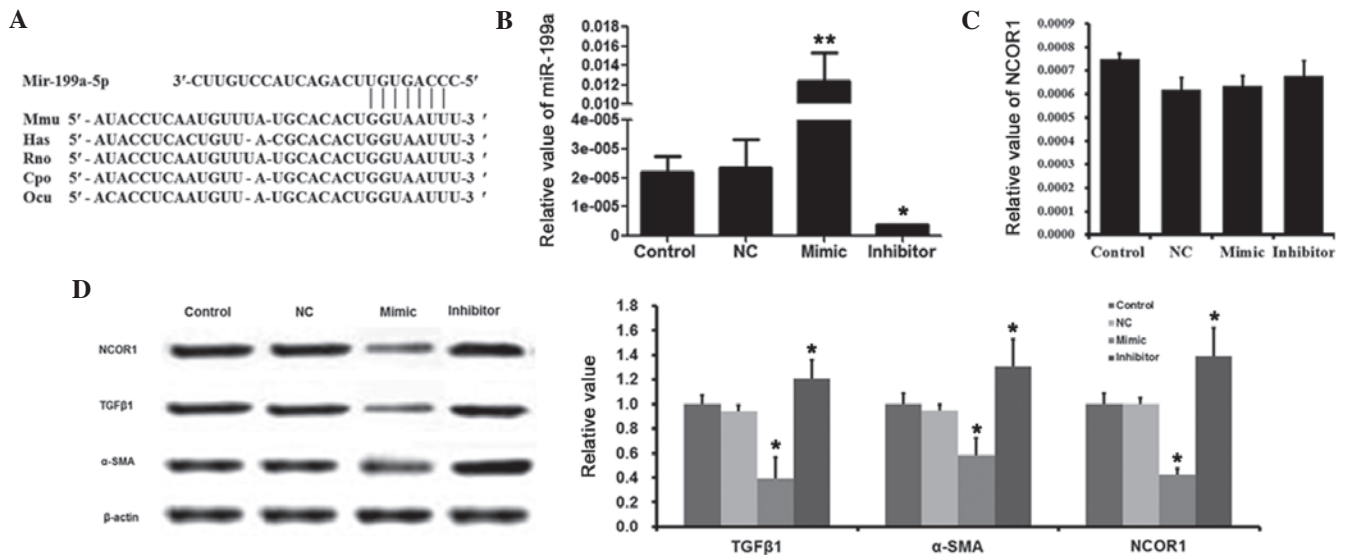 A
Mir-199a-5p 3'-CUUGUCCAUCAGACUUGUGACCC-5'
Mmu 5'- AUACCUCAAUGUUUA-UGCACACUGGUAAUUU-3 '
Has 5'- AUACCUCACUGUU - A-CGCACACUGGUAAUUU-3 '
Rno 5'- AUACCUCAAUGUUUA-UGCACACUGGUAAUUU-3 '
Cpo 5'- AUACCUCAAUGUU - A-UGCACACUGGUAAUUU-3 '
Ocu 5'- ACACCUCAAUGUU - A-UGCACACUGGUAAUUU-3 '
B
Relative value of miR-199a
0.018
0.016
0.014
0.012
0.010
4e-005
3e-005
2e-005
1e-005
0
**
*
Control NC Mimic Inhibitor
C
Relative value of NCOR1
0.0009
0.0008
0.0007
0.0006
0.0005
0.0004
0.0003
0.0002
0.0001
0.0000
Control NC Mimic Inhibitor
D
Control NC Mimic Inhibitor
NCOR1
TGFβ1
α-SMA
β-actin
Relative value
1.8
1.6
1.4
1.2
1.0
0.8
0.6
0.4
0.2
0.0
Control
NC
Mimic
Inhibitor
* * * * * *
TGFβ1 α-SMA NCOR1